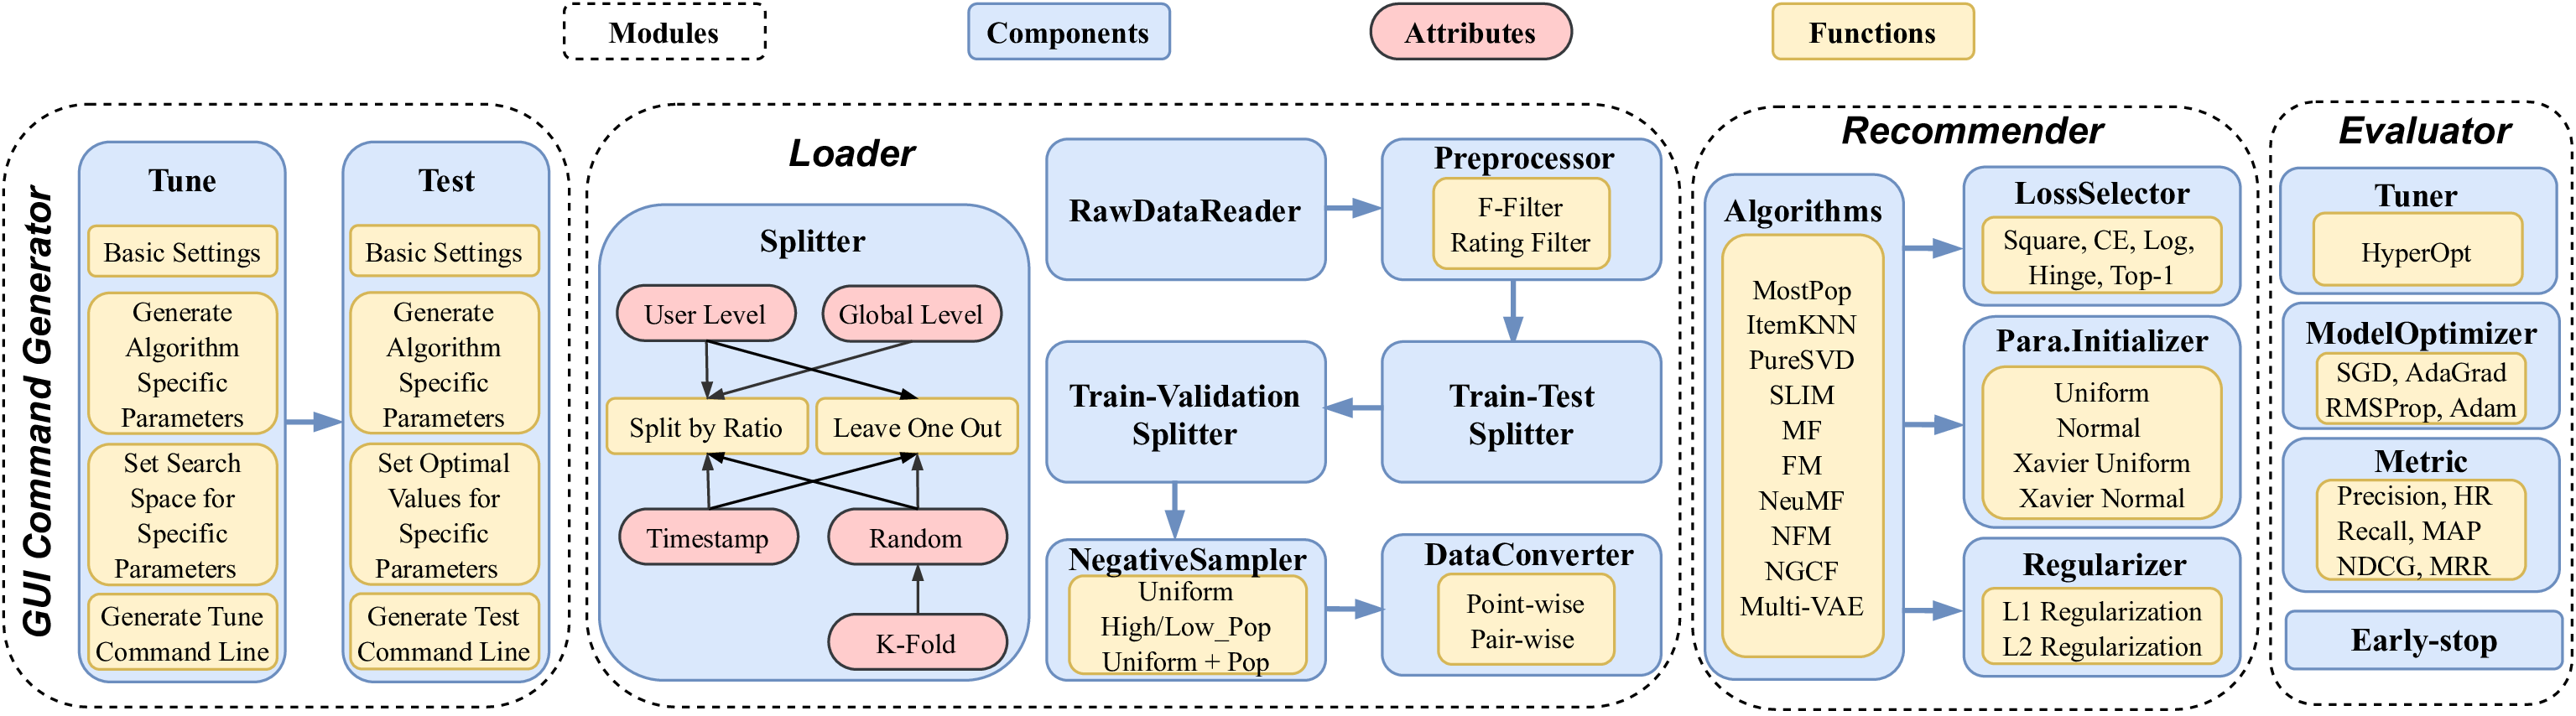 Modules
Components
Attributes
Functions
GUI Command Generator
Tune
Basic Settings
Generate
Algorithm
Specific
Parameters
Set Search
Space for
Specific
Parameters
Generate Tune
Command Line
Test
Basic Settings
Generate
Algorithm
Specific
Parameters
Set Optimal
Values for
Specific
Parameters
Generate Test
Command Line
Loader
Splitter
User Level
Global Level
Split by Ratio
Leave One Out
Timestamp
Random
K-Fold
RawDataReader
Preprocessor
F-Filter
Rating Filter
Train-Validation
Splitter
Train-Test
Splitter
NegativeSampler
Uniform
High/Low_Pop
Uniform + Pop
DataConverter
Point-wise
Pair-wise
Recommender
Algorithms
MostPop
ItemKNN
PureSVD
SLIM
MF
FM
NeuMF
NFM
NGCF
Multi-VAE
LossSelector
Square, CE, Log,
Hinge, Top-1
Para.Initializer
Uniform
Normal
Xavier Uniform
Xavier Normal
Regularizer
L1 Regularization
L2 Regularization
Evaluator
Tuner
HyperOpt
ModelOptimizer
SGD, AdaGrad
RMSProp, Adam
Metric
Precision, HR
Recall, MAP
NDCG, MRR
Early-stop